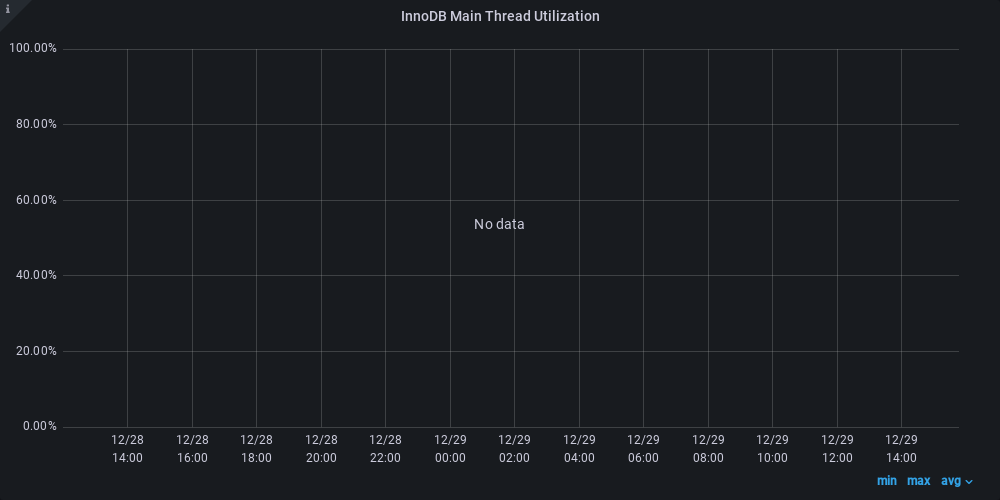 i
InnoDB Main Thread Utilization
100.00%
80.00%
60.00%
No data
40.00%
20.00%
0.00%
12/28 12/28 12/28 12/28 12/28 12/29 12/29 12/29 12/29 12/29 12/29 12/29 12/29
14:00 16:00 18:00 20:00 22:00 00:00 02:00 04:00 06:00 08:00 10:00 12:00 14:00
min max avg